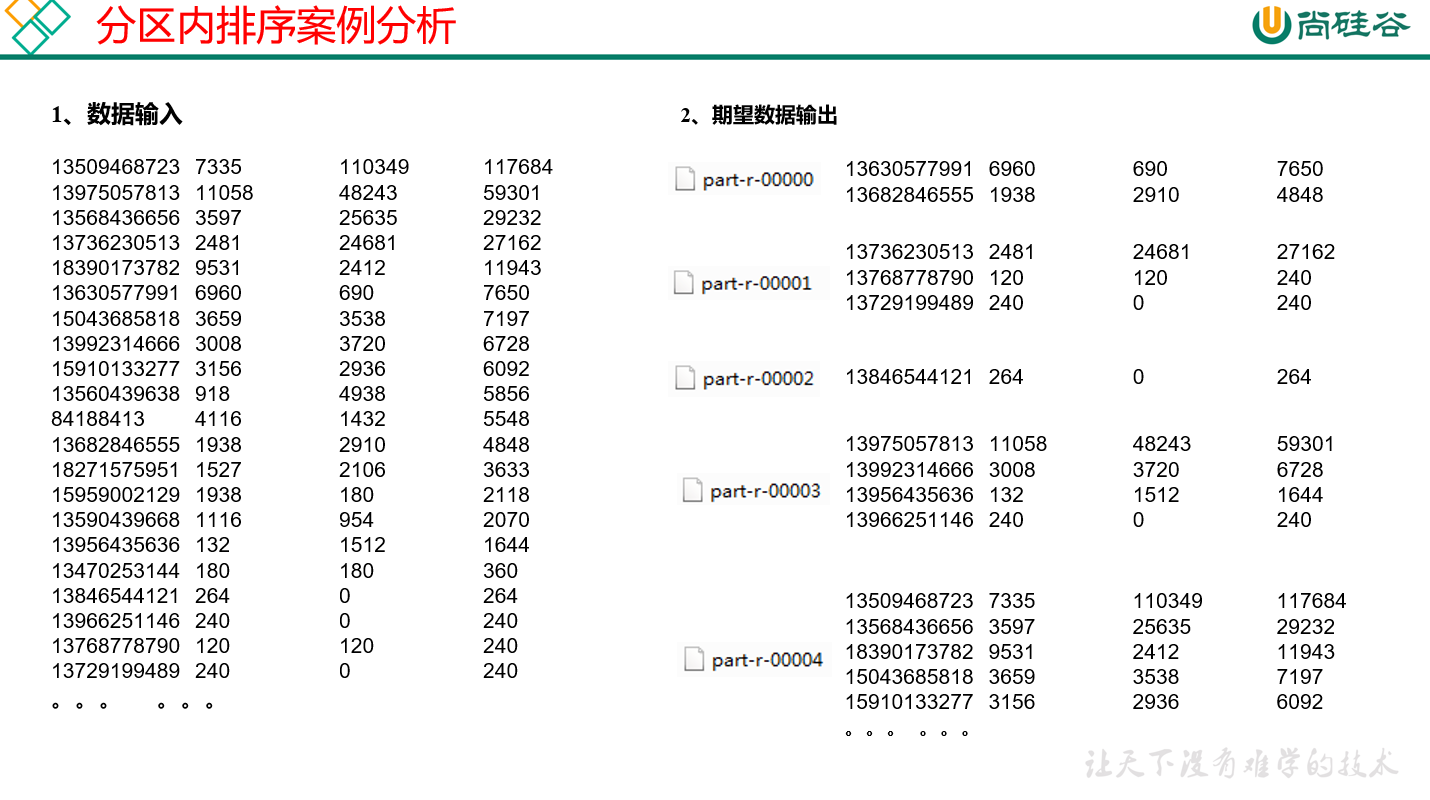 分区内排序案例分析
尚硅谷
1、数据输入
13509468723 7335 110349 117684
13975057813 11058 48243 59301
13568436656 3597 25635 29232
13736230513 2481 24681 27162
18390173782 9531 2412 11943
13630577991 6960 690 7650
15043685818 3659 3538 7197
13992314666 3008 3720 6728
15910133277 3156 2936 6092
13560439638 918 4938 5856
84188413 4116 1432 5548
13682846555 1938 2910 4848
18271575951 1527 2106 3633
15959002129 1938 180 2118
13590439668 1116 954 2070
13956435636 132 1512 1644
13470253144 180 180 360
13846544121 264 0 264
13966251146 240 0 240
13768778790 120 120 240
13729199489 240 0 240
。。。 。。。
2、期望数据输出
part-r-00000
13630577991 6960 690 7650
13682846555 1938 2910 4848
part-r-00001
13736230513 2481 24681 27162
13768778790 120 120 240
13729199489 240 0 240
part-r-00002
13846544121 264 0 264
part-r-00003
13975057813 11058 48243 59301
13992314666 3008 3720 6728
13956435636 132 1512 1644
13966251146 240 0 240
part-r-00004
13509468723 7335 110349 117684
13568436656 3597 25635 29232
18390173782 9531 2412 11943
15043685818 3659 3538 7197
15910133277 3156 2936 6092
。。。 。。。
让天下没有难学的技术